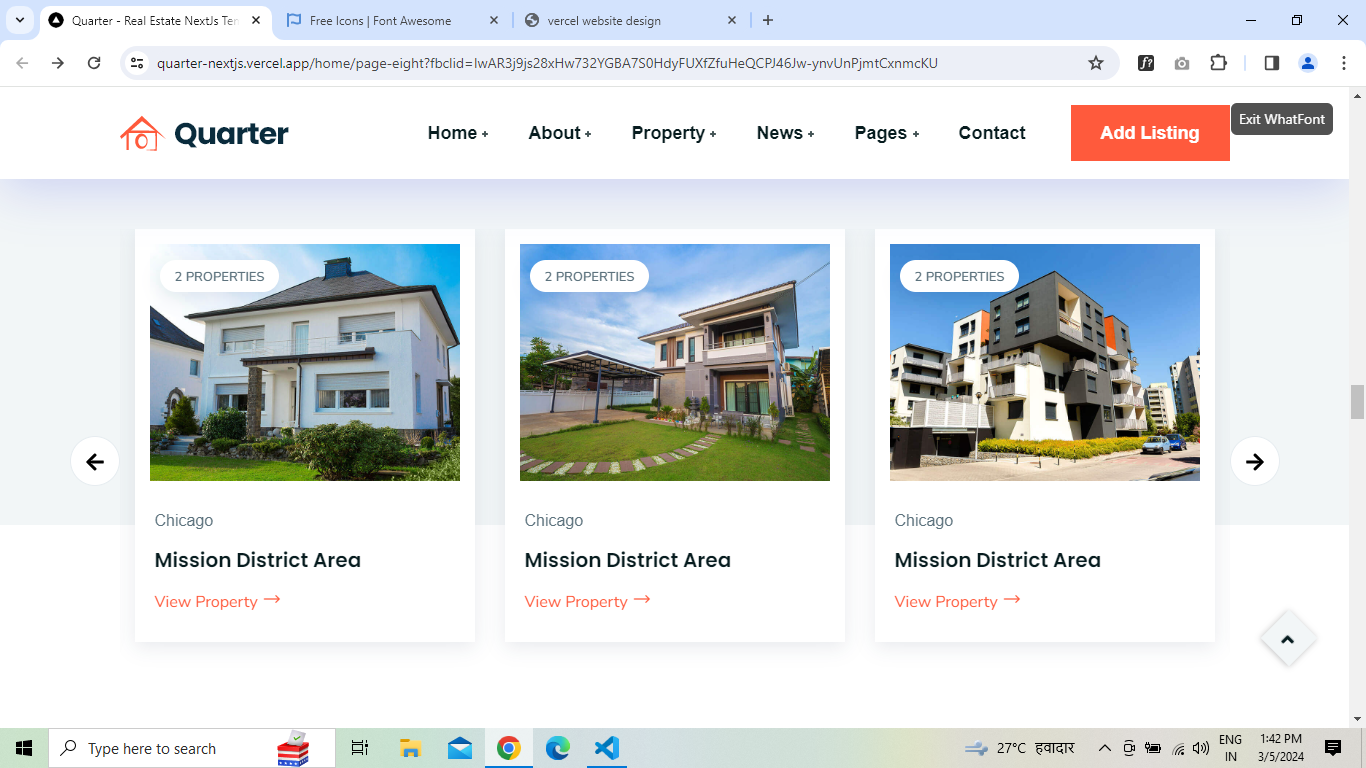 Quarter - Real Estate NextJs Ten
Free Icons | Font Awesome
vercel website design
quarter-nextjs.vercel.app/home/page-eight?fbclid=IwAR3j9js28xHw732YGBA7S0HdyFUXfZfuHeQCPJ46Jw-ynvUnPjmtCxnmcKU
Quarter
Home +
About +
Property +
News +
Pages +
Contact
Add Listing
Exit WhatFont
2 PROPERTIES
2 PROPERTIES
2 PROPERTIES
Chicago
Chicago
Chicago
Mission District Area
Mission District Area
Mission District Area
View Property →
View Property →
View Property →
Type here to search
27°C हवादार
ENG
IN
1:42 PM
3/5/2024